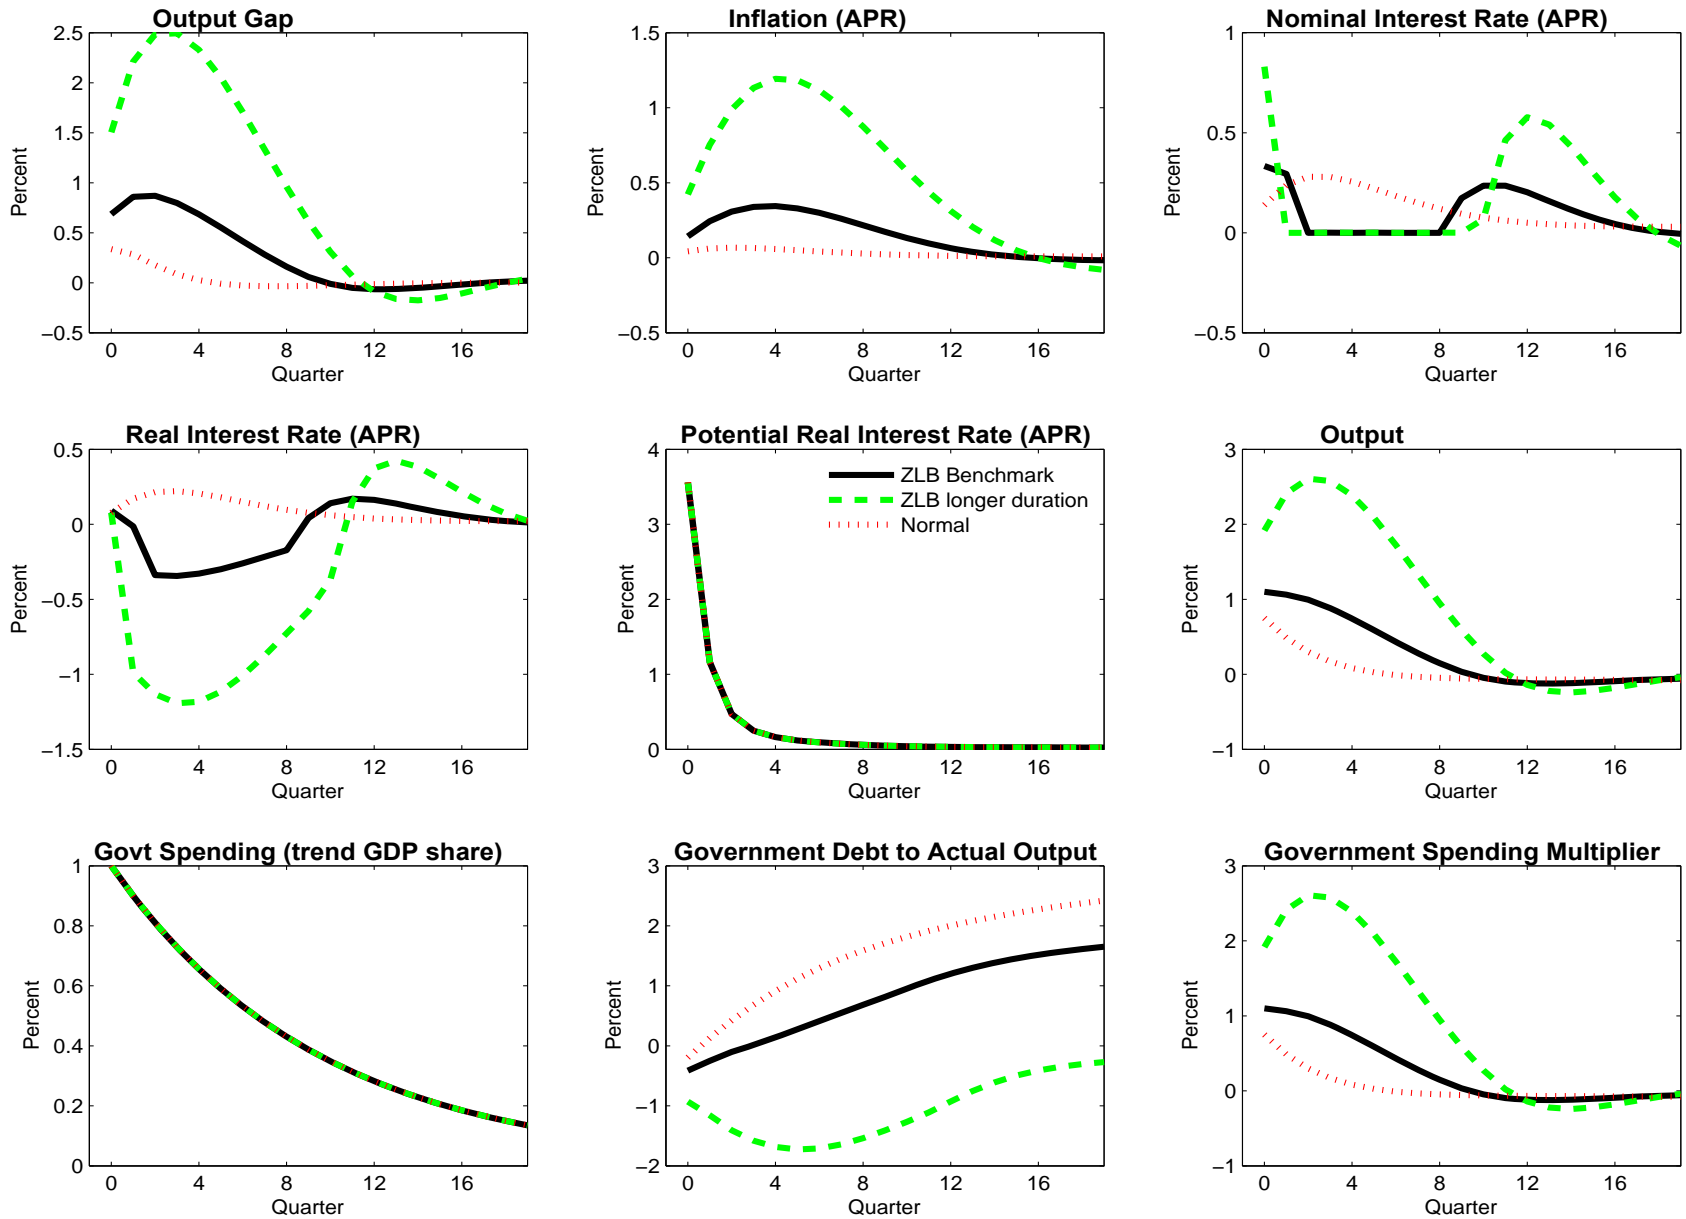 Output Gap
2.5
2
1.5
1
0.5
0
−0.5
Percent
0 4 8 12 16
Quarter
Inflation (APR)
1.5
1
0.5
0
−0.5
Percent
0 4 8 12 16
Quarter
Nominal Interest Rate (APR)
1
0.5
0
−0.5
Percent
0 4 8 12 16
Quarter
Real Interest Rate (APR)
0.5
0
−0.5
−1
−1.5
Percent
0 4 8 12 16
Quarter
Potential Real Interest Rate (APR)
4
3
2
1
0
Percent
ZLB Benchmark
ZLB longer duration
Normal
0 4 8 12 16
Quarter
Output
3
2
1
0
−1
Percent
0 4 8 12 16
Quarter
Govt Spending (trend GDP share)
1
0.8
0.6
0.4
0.2
0
Percent
0 4 8 12 16
Quarter
Government Debt to Actual Output
3
2
1
0
−1
−2
Percent
0 4 8 12 16
Quarter
Government Spending Multiplier
3
2
1
0
−1
Percent
0 4 8 12 16
Quarter